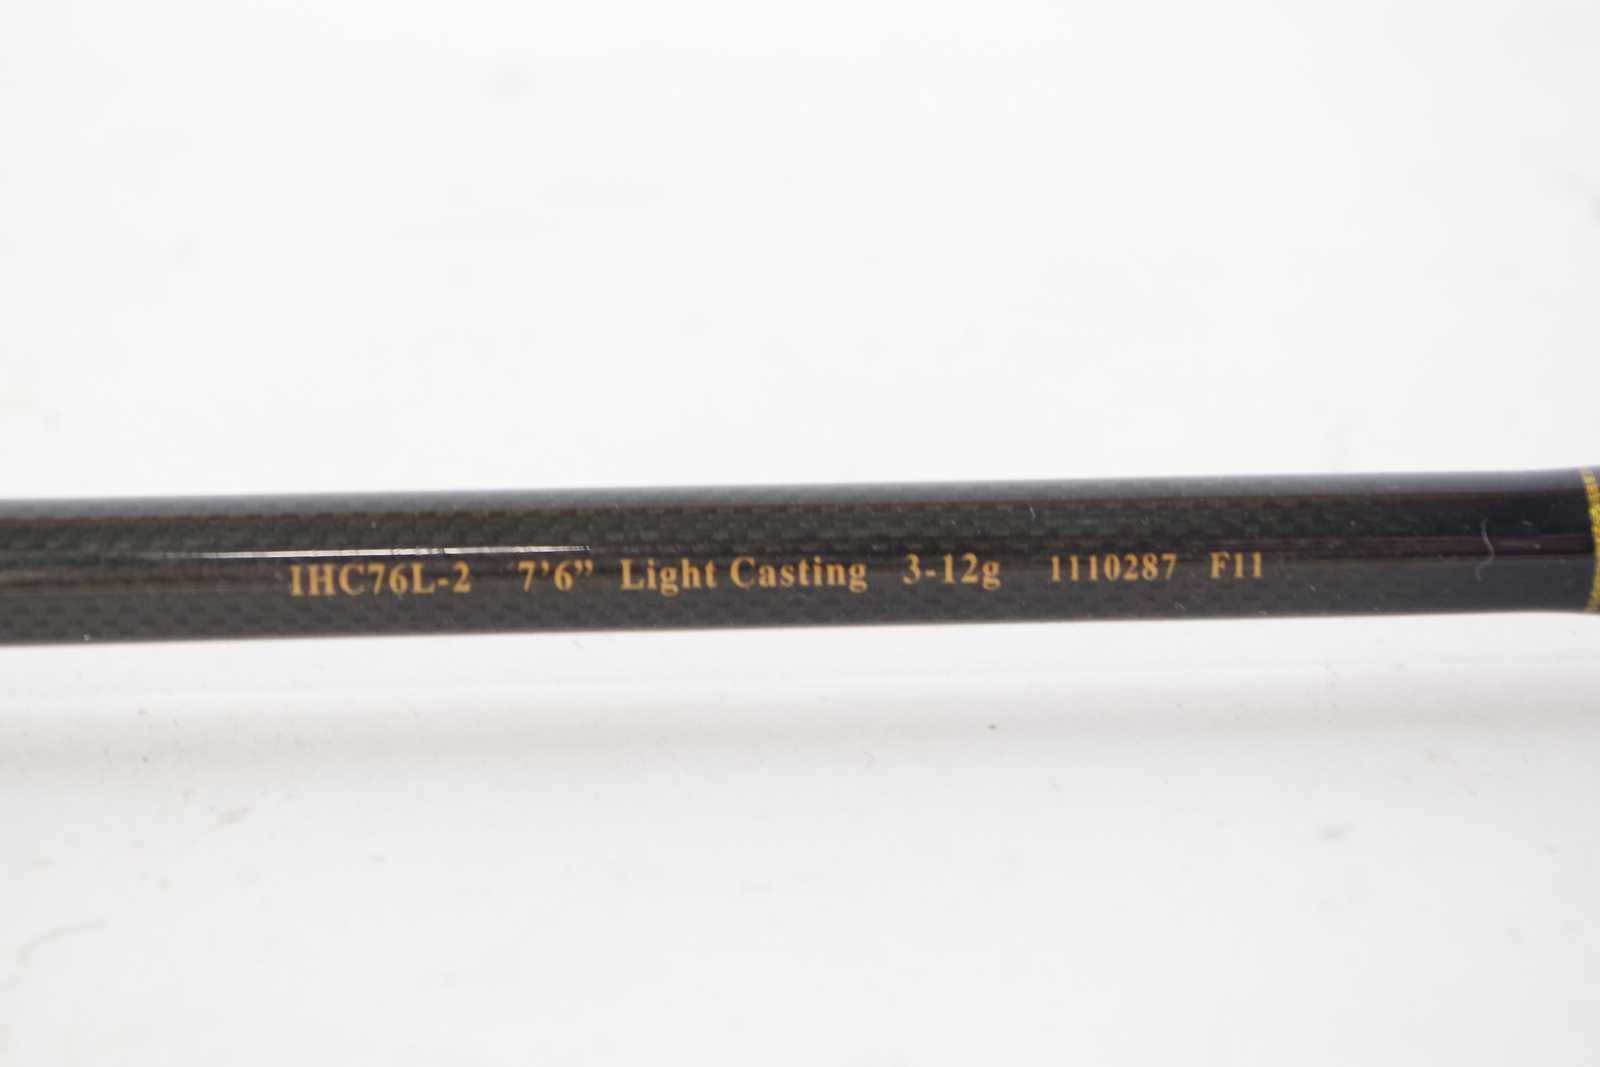 IHC76L-2 7’6” Light Casting 3-12g 1110287 F11